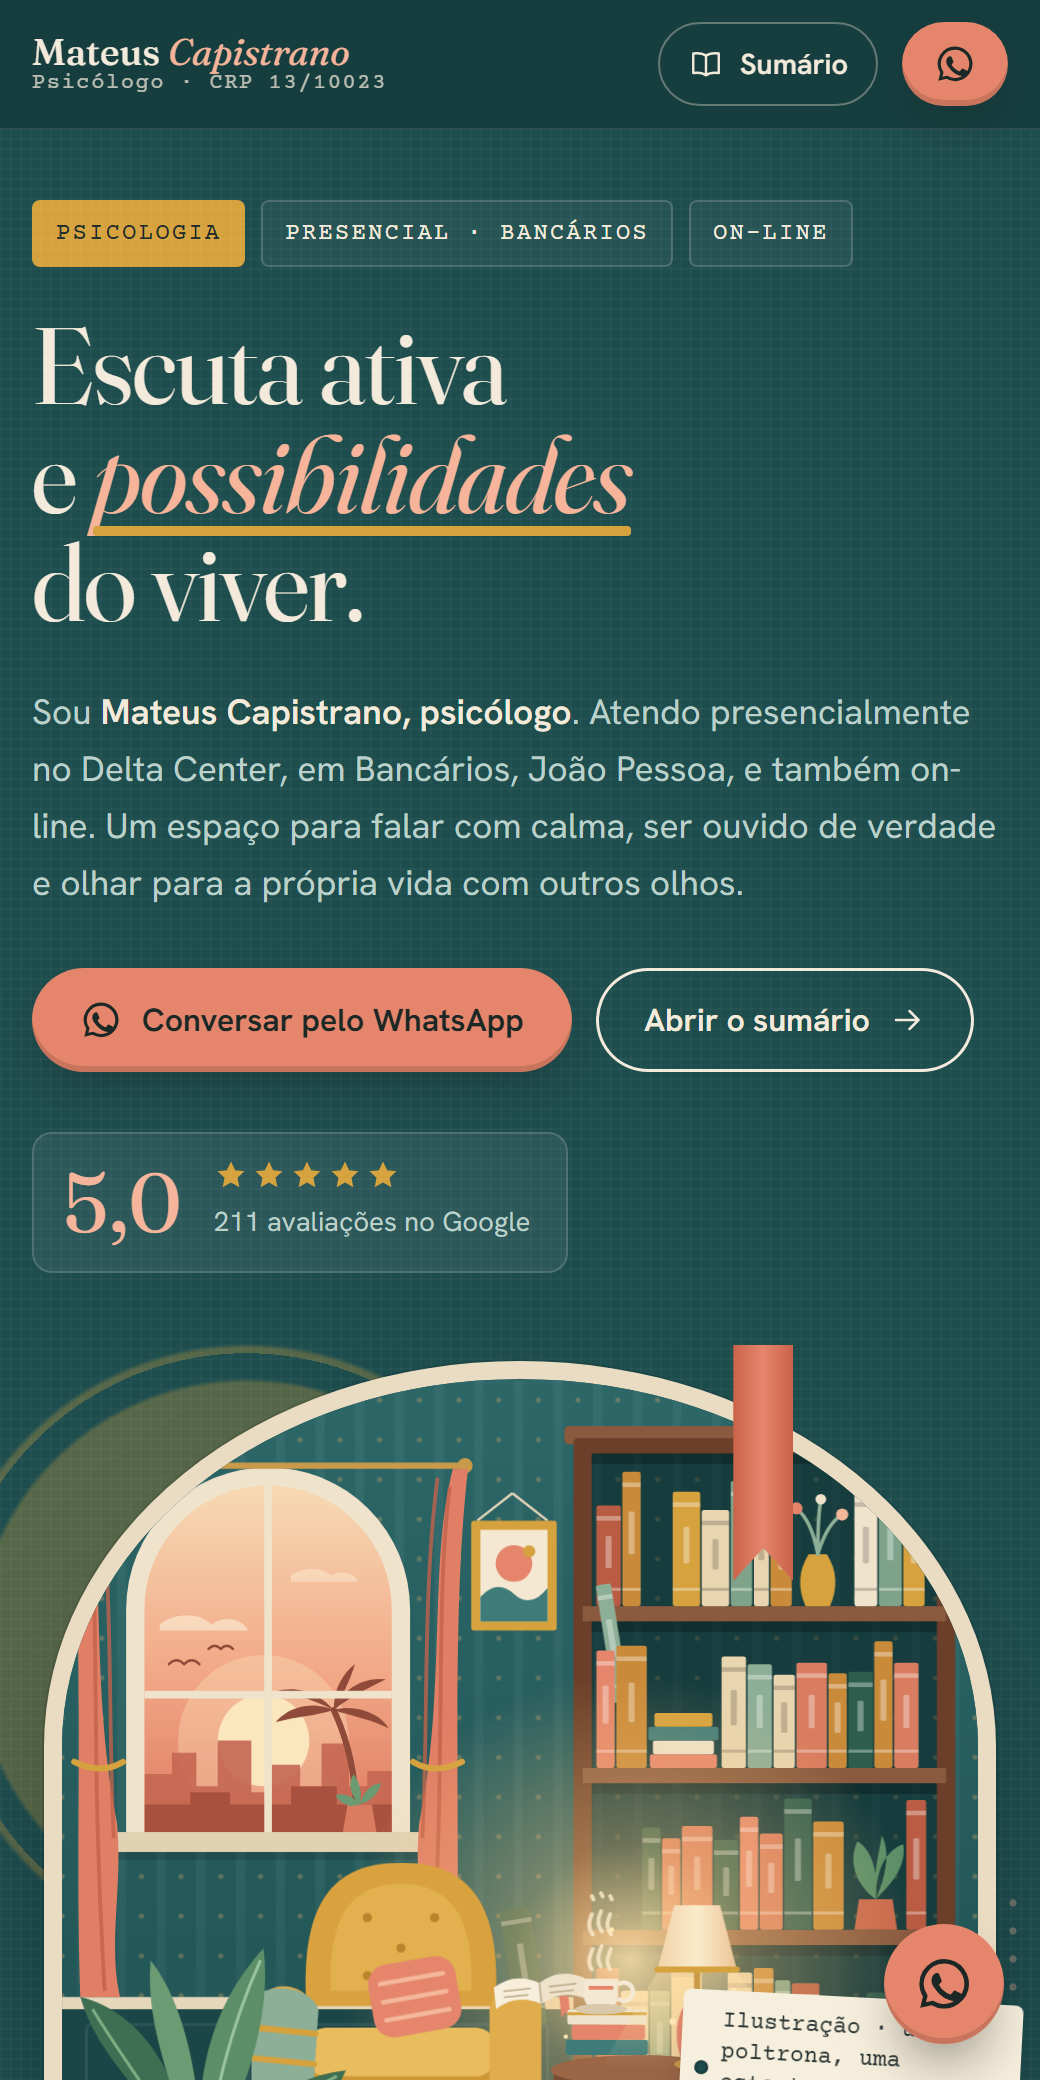 Mateus Capistrano
Psicólogo · CRP 13/10023
Sumário
PSICOLOGIA
PRESENCIAL · BANCÁRIOS
ON-LINE
Escuta ativa
e possibilidades
do viver.
Sou Mateus Capistrano, psicólogo. Atendo presencialmente
no Delta Center, em Bancários, João Pessoa, e também on-
line. Um espaço para falar com calma, ser ouvido de verdade
e olhar para a própria vida com outros olhos.
Conversar pelo WhatsApp
Abrir o sumário
5,0
211 avaliações no Google
Ilustração ·
poltrona, uma